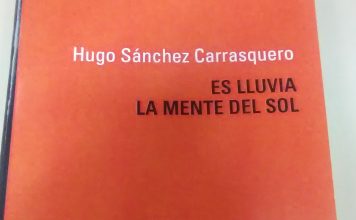 Hugo Sánchez Carrasquero
ES LLUVIA
LA MENTE DEL SOL